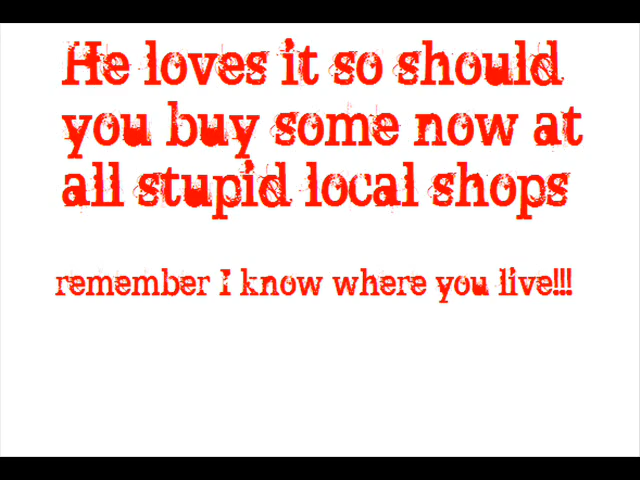 He loves it so should
you buy some now at
all stupid local shops
remember I know where you live!!!